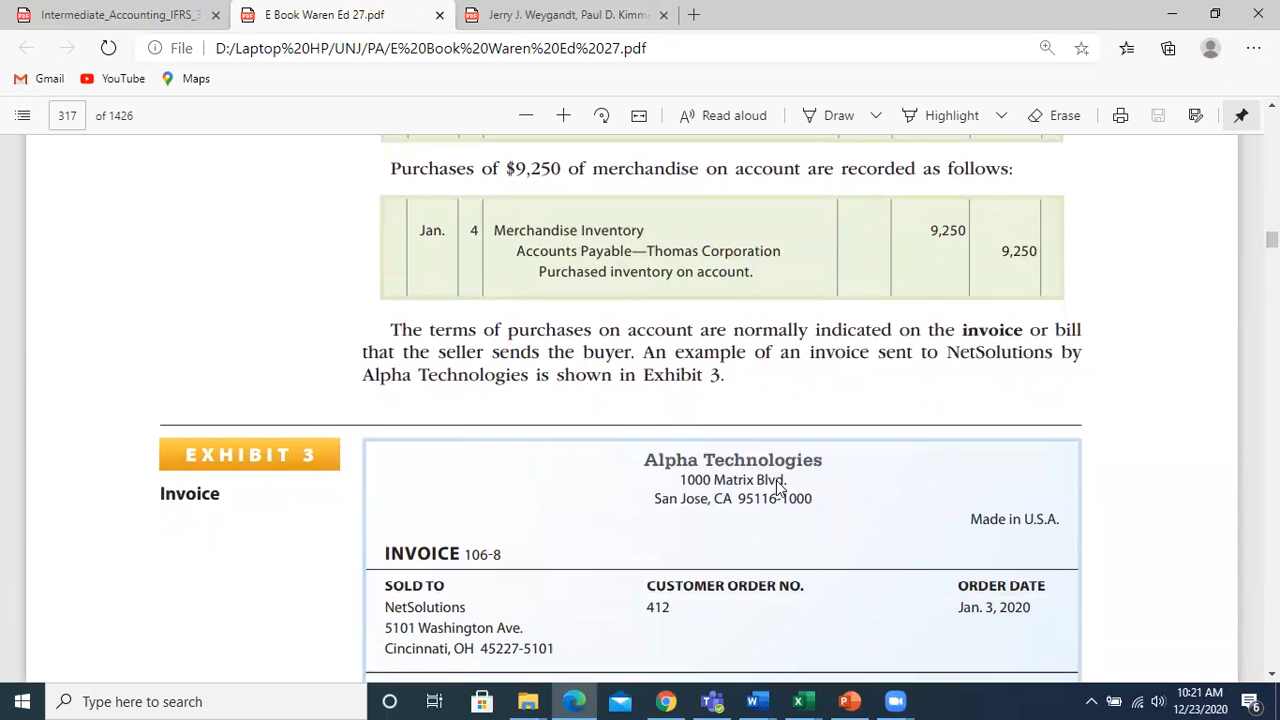 Intermediate_Accounting_IFRS_3
E Book Waren Ed 27.pdf
Jerry J. Weygandt, Paul D. Kimme
File
D:/Laptop%20HP/UNJ/PA/E%20Book%20Waren%20Ed%2027.pdf
Gmail
YouTube
Maps
317 of 1426
Read aloud
Draw
Highlight
Erase
Purchases of $9,250 of merchandise on account are recorded as follows:
Jan. 4 Merchandise Inventory 9,250
Accounts Payable—Thomas Corporation 9,250
Purchased inventory on account.
The terms of purchases on account are normally indicated on the invoice or bill
that the seller sends the buyer. An example of an invoice sent to NetSolutions by
Alpha Technologies is shown in Exhibit 3.
EXHIBIT 3
Invoice
Alpha Technologies
1000 Matrix Blvd.
San Jose, CA 95116-1000
Made in U.S.A.
INVOICE 106-8
SOLD TO CUSTOMER ORDER NO. ORDER DATE
NetSolutions 412 Jan. 3, 2020
5101 Washington Ave.
Cincinnati, OH 45227-5101
Type here to search
10:21 AM
12/23/2020
6